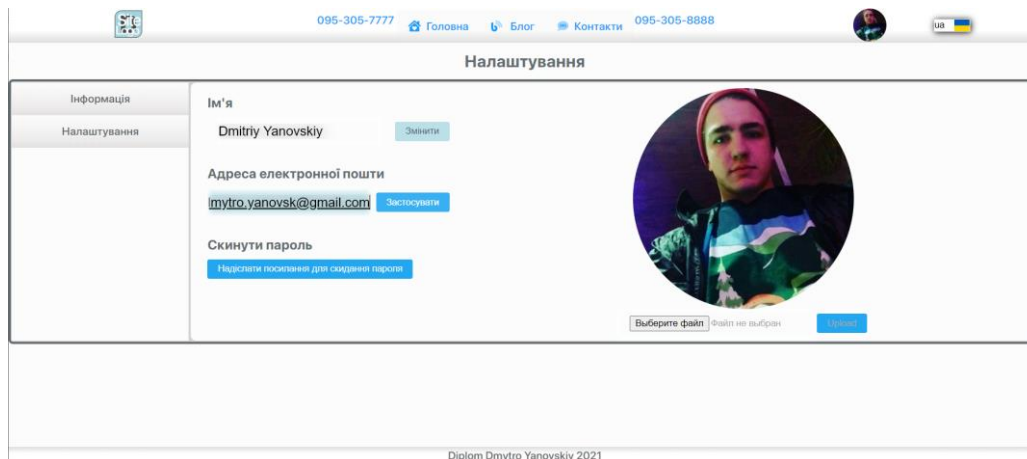 095-305-7777 Головна Блог Контакти 095-305-8888 ua
Налаштування
Інформація
Налаштування
Ім'я
Dmitriy Yanovskiy Змінити
Адреса електронної пошти
mytro.yanovsk@gmail.com Застосувати
Скинути пароль
Надіслати посилання для скидання пароля
Выберите файл Файл не выбран Upload
Diplom Dmytro Yanovskiy 2021